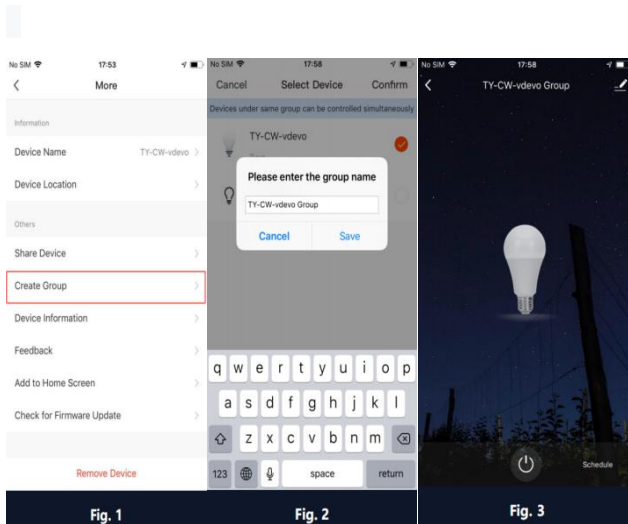 No SIM 17:53
More
Information
Device Name TY-CW-vdevo
Device Location
Others
Share Device
Create Group
Device Information
Feedback
Add to Home Screen
Check for Firmware Update
Remove Device
Fig. 1
No SIM 17:58
Cancel Select Device Confirm
Devices under same group can be controlled simultaneously
TY-CW-vdevo
Please enter the group name
TY-CW-vdevo Group
Cancel Save
q w e r t y u i o p
a s d f g h j k l
z x c v b n m
123 space return
Fig. 2
No SIM 17:58
TY-CW-vdevo Group
Schedule
Fig. 3